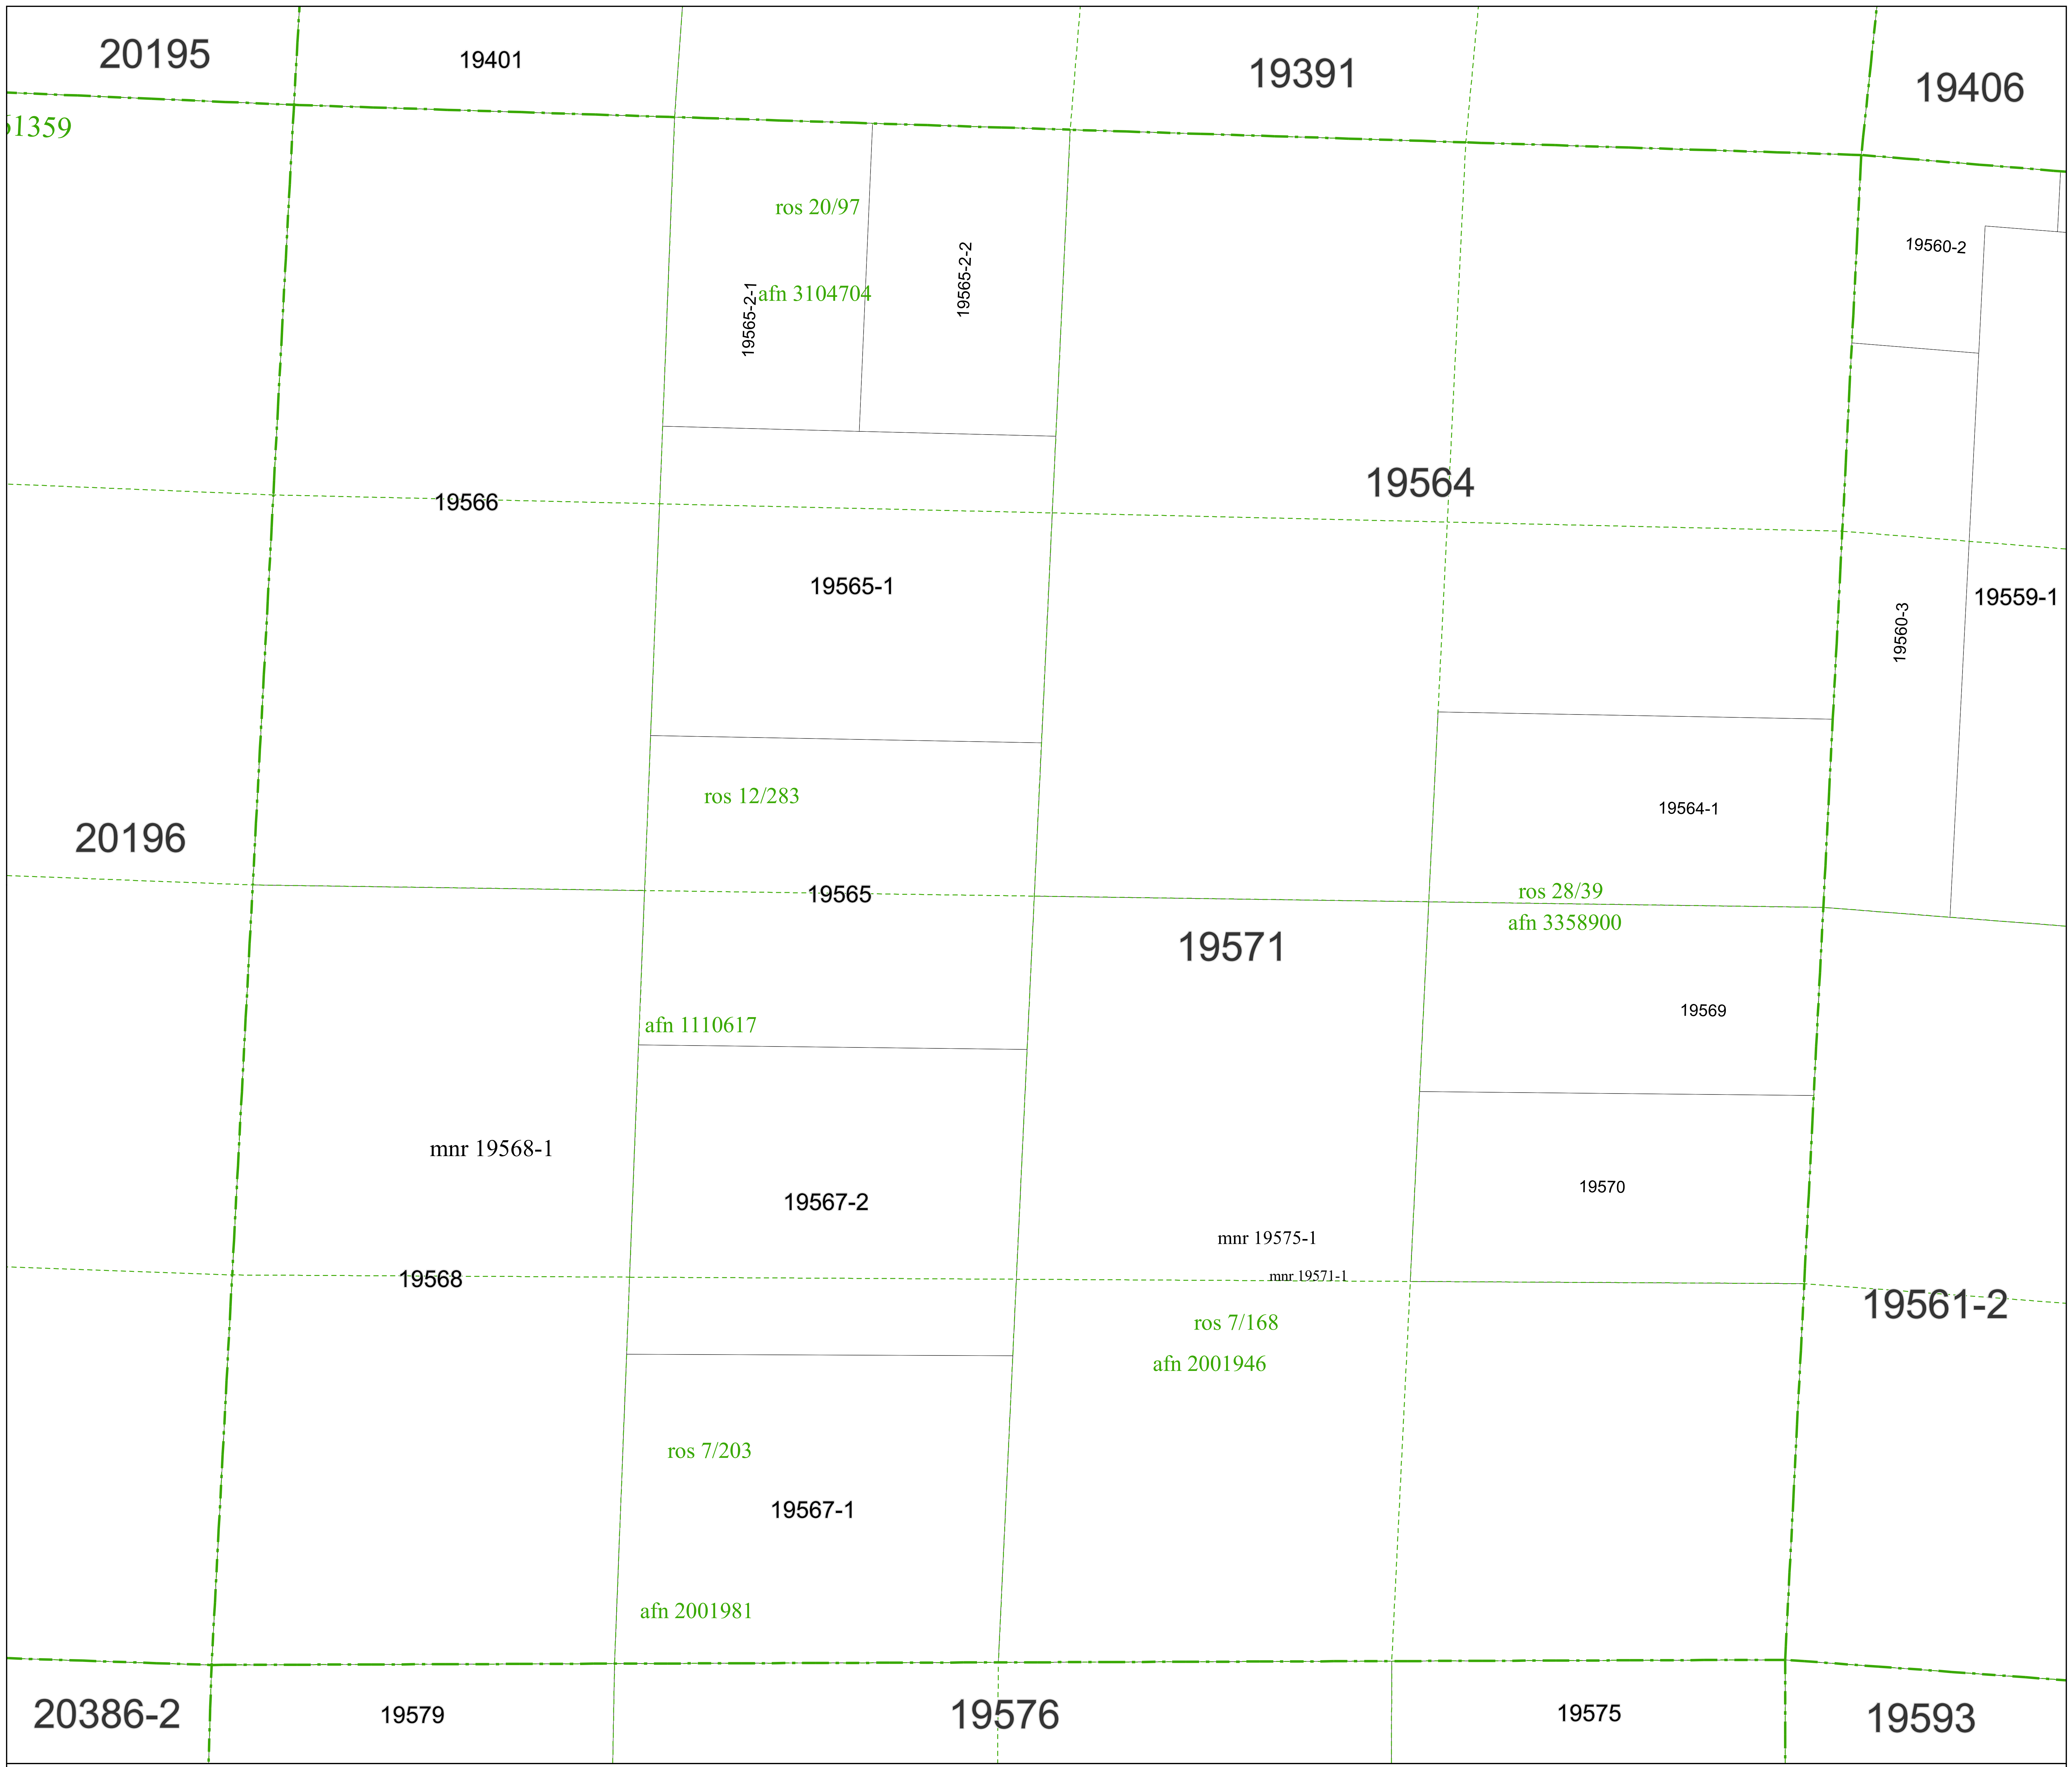 20195
19401
19391
19406
ros 20/97
19560-2
19565-2-2
afn 3104704
19565-2-1
19564
19566
19565-1
19559-1
19560-3
ros 12/283
19564-1
20196
ros 28/39
19565
afn 3358900
19571
19569
afn 1110617
mnr 19568-1
19570
19567-2
mnr 19575-1
mnr 19571-1
19568
19561-2
ros 7/168
afn 2001946
ros 7/203
19567-1
afn 2001981
20386-2
19579
19576
19575
19593